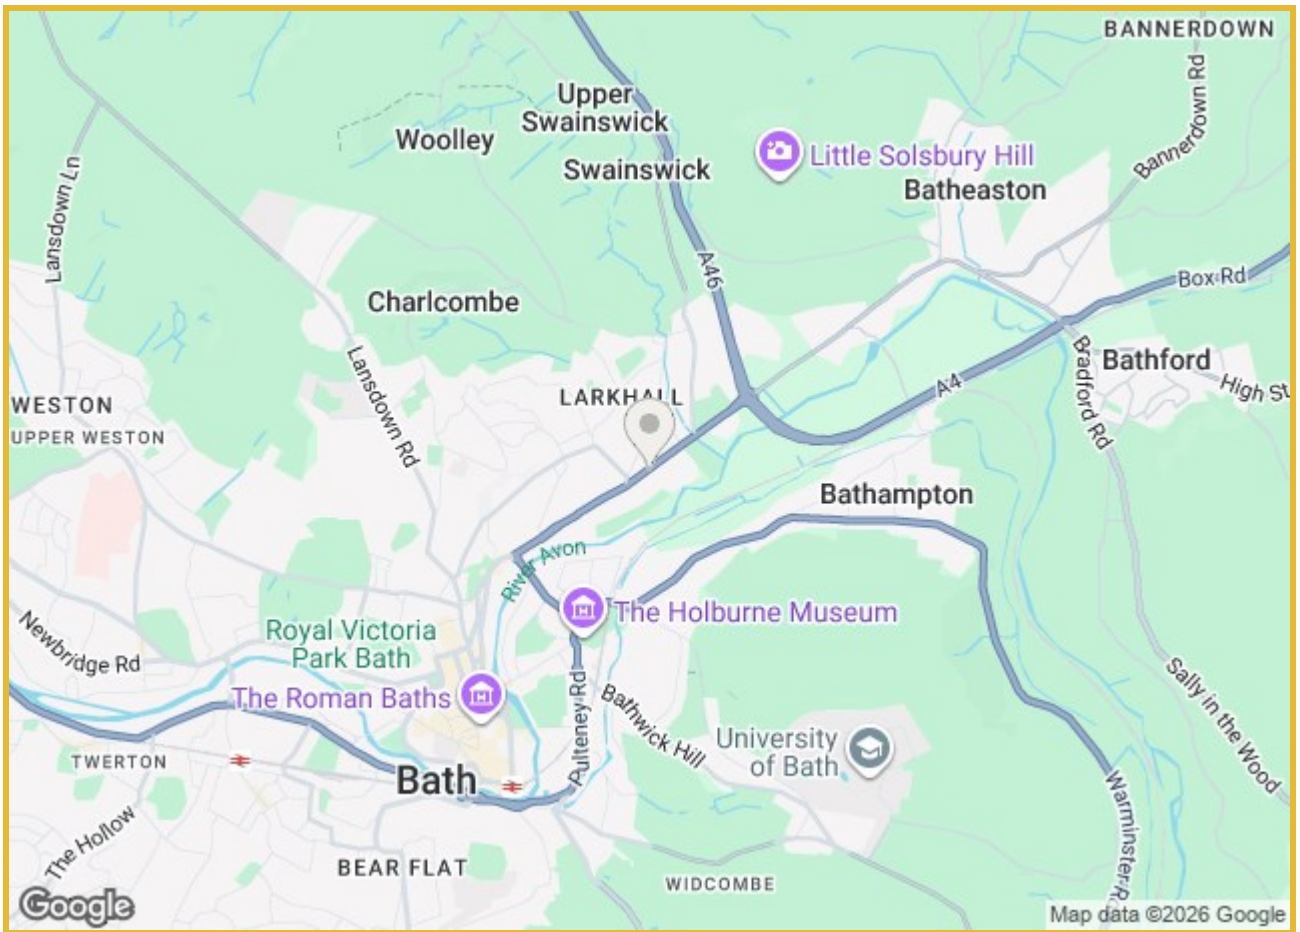 BANNERDOWN
Bannerdown Rd
Upper
Swainswick
Woolley
Swainswick
Little Solsbury Hill
Batheaston
Lansdown Ln
A46
Box Rd
Charlcombe
Lansdown Rd
LARKHALL
A4
Bradford Rd
Bathford
High St
WESTON
UPPER WESTON
Bathampton
River Avon
The Holburne Museum
Royal Victoria
Park Bath
Newbridge Rd
The Roman Baths
Pulteney Rd
Bathwick Hill
University
of Bath
Sally in the Wood
TWERTON
Bath
Warminster Rd
The Hollow
BEAR FLAT
WIDCOMBE
Google
Map data ©2026 Google